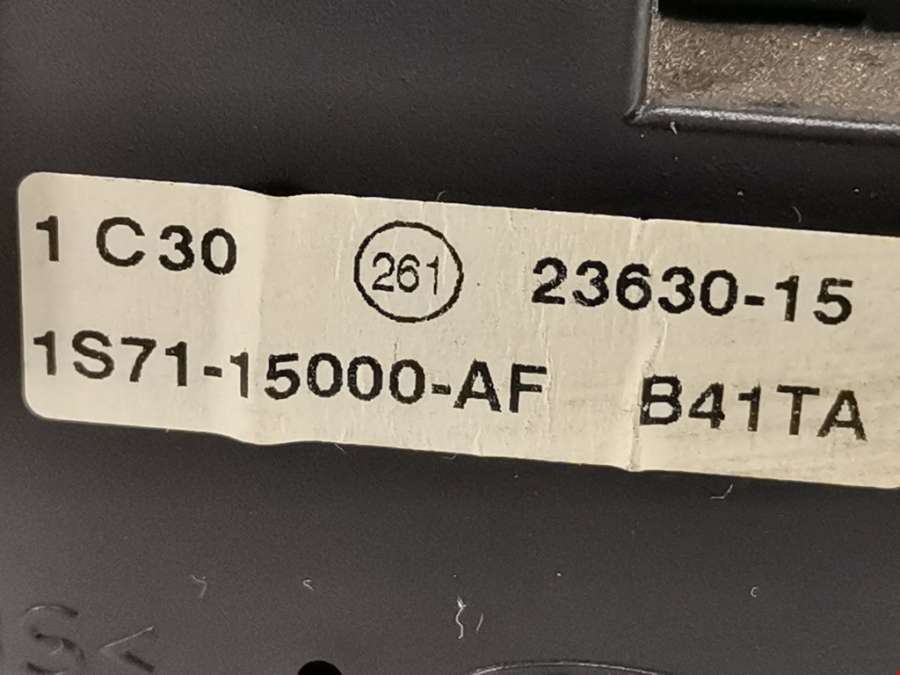 1 C30 261 23630-15
1S71-15000-AF B41TA
S<